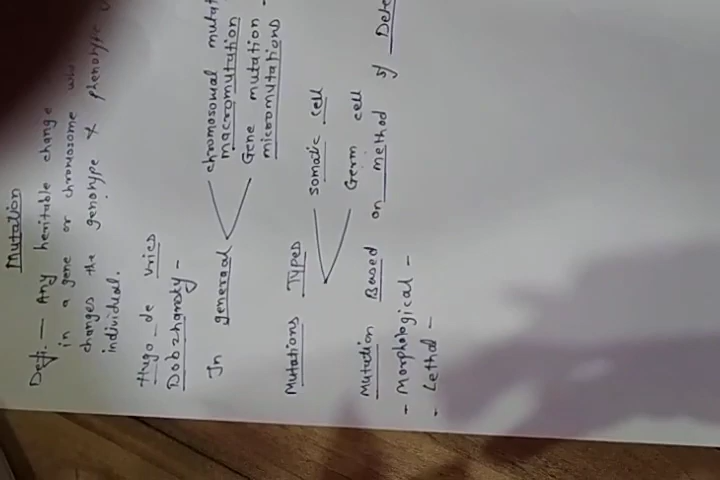 Mutation
Defi. — Any heritable change
in a gene or chromosome
changes the genotype & phenotype
individual.
Hugo-de vries
Dobzhansky -
In general
chromosomal
macromutation
Gene mutation -
micromutations
Mutations Types
somatic cell
Germ cell
Mutation Based on method of
- Morphological -
- Lethal -